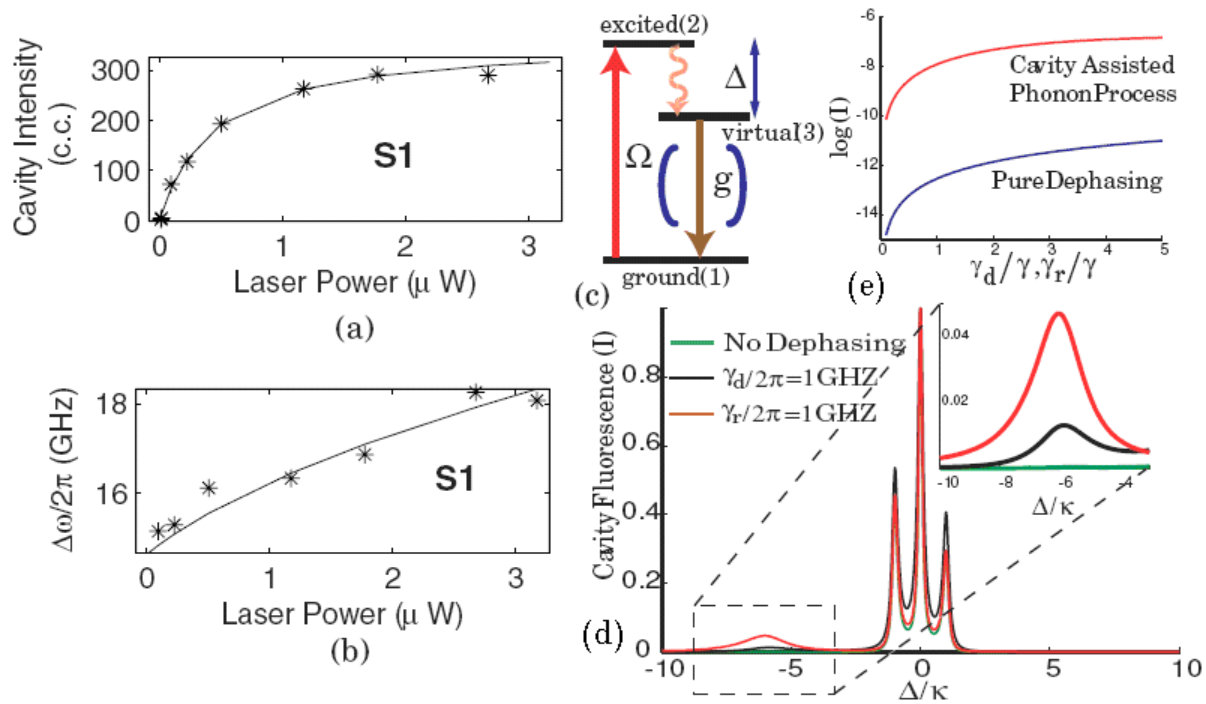 Cavity Intensity
(c.c.)
300
200
100
0
S1
0
1
2
3
Laser Power (μ W)
(a)
excited(2)
Δ
virtual(3)
Ω
g
ground(1)
(c)
log (I)
-6
-8
-10
-12
-14
Cavity Assisted
Phonon Process
Pure Dephasing
0
1
2
3
4
5
γd/γ,γr/γ
(e)
Δω/2π (GHz)
18
16
S1
0
1
2
3
Laser Power (μ W)
(b)
Cavity Fluorescence (I)
No Dephasing
γd/2π=1GHZ
γr/2π=1GHZ
0.8
0.6
0.4
0.2
0
-10
-5
0
5
10
Δ/κ
(d)
0.04
0.02
-10
-8
-6
-4
Δ/κ